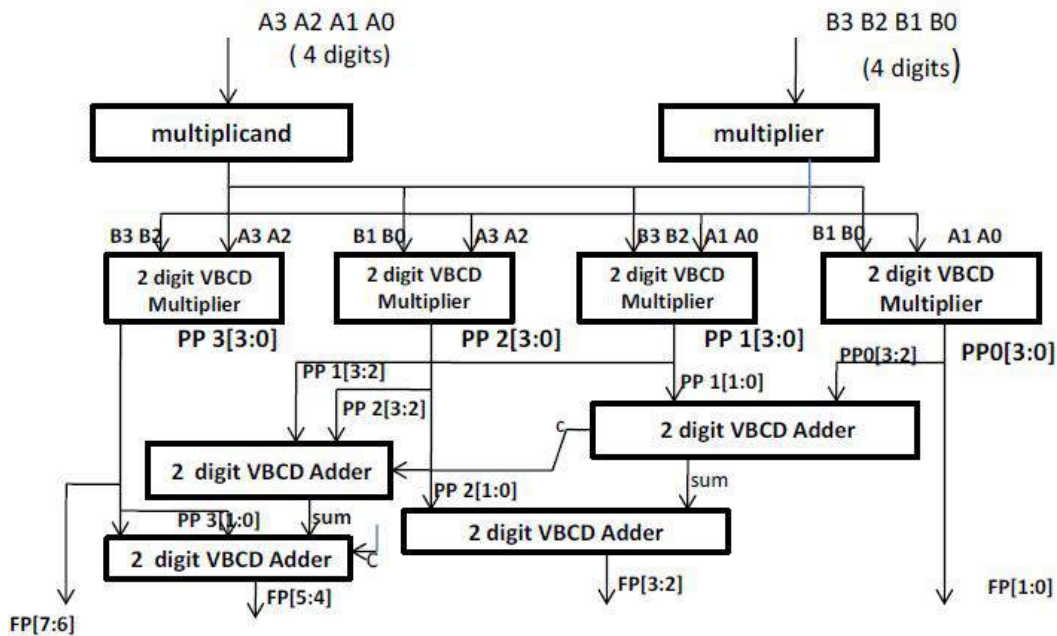 A3 A2 A1 A0
( 4 digits)
B3 B2 B1 B0
(4 digits)
multiplicand
multiplier
B3 B2
A3 A2
B1 B0
A3 A2
B3 B2
A1 A0
B1 B0
A1 A0
2 digit VBCD
Multiplier
2 digit VBCD
Multiplier
2 digit VBCD
Multiplier
2 digit VBCD
Multiplier
PP 3[3:0]
PP 2[3:0]
PP 1[3:0]
PP0[3:0]
PP 1[3:2]
PP 1[1:0]
PP0[3:2]
PP 2[3:2]
C
2 digit VBCD Adder
2 digit VBCD Adder
sum
PP 2[1:0]
PP 3[1:0]
sum
2 digit VBCD Adder
2 digit VBCD Adder
C
FP[7:6]
FP[5:4]
FP[3:2]
FP[1:0]